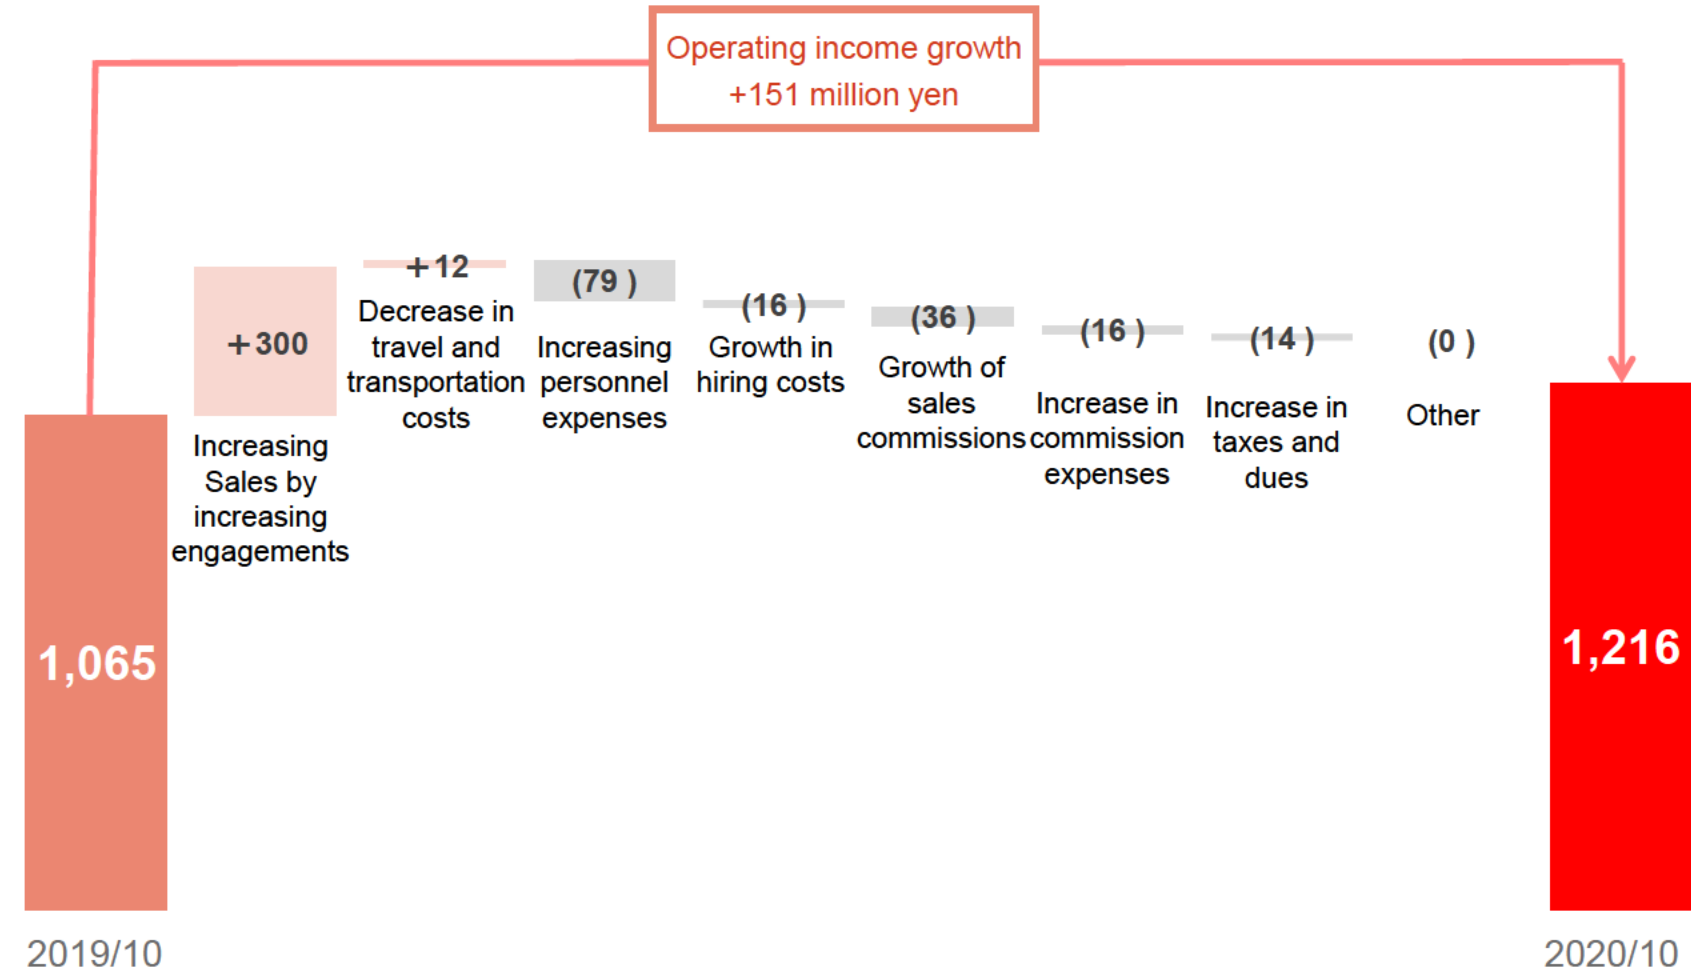 Operating income growth
+151 million yen
+300
Increasing
Sales by
increasing
engagements
+12
Decrease in
travel and
transportation
costs
(79 )
Increasing
personnel
expenses
(16 )
Growth in
hiring costs
(36 )
Growth of
sales
commissions
(16 )
Increase in
commission
expenses
(14 )
Increase in
taxes and
dues
(0 )
Other
1,065
1,216
2019/10
2020/10